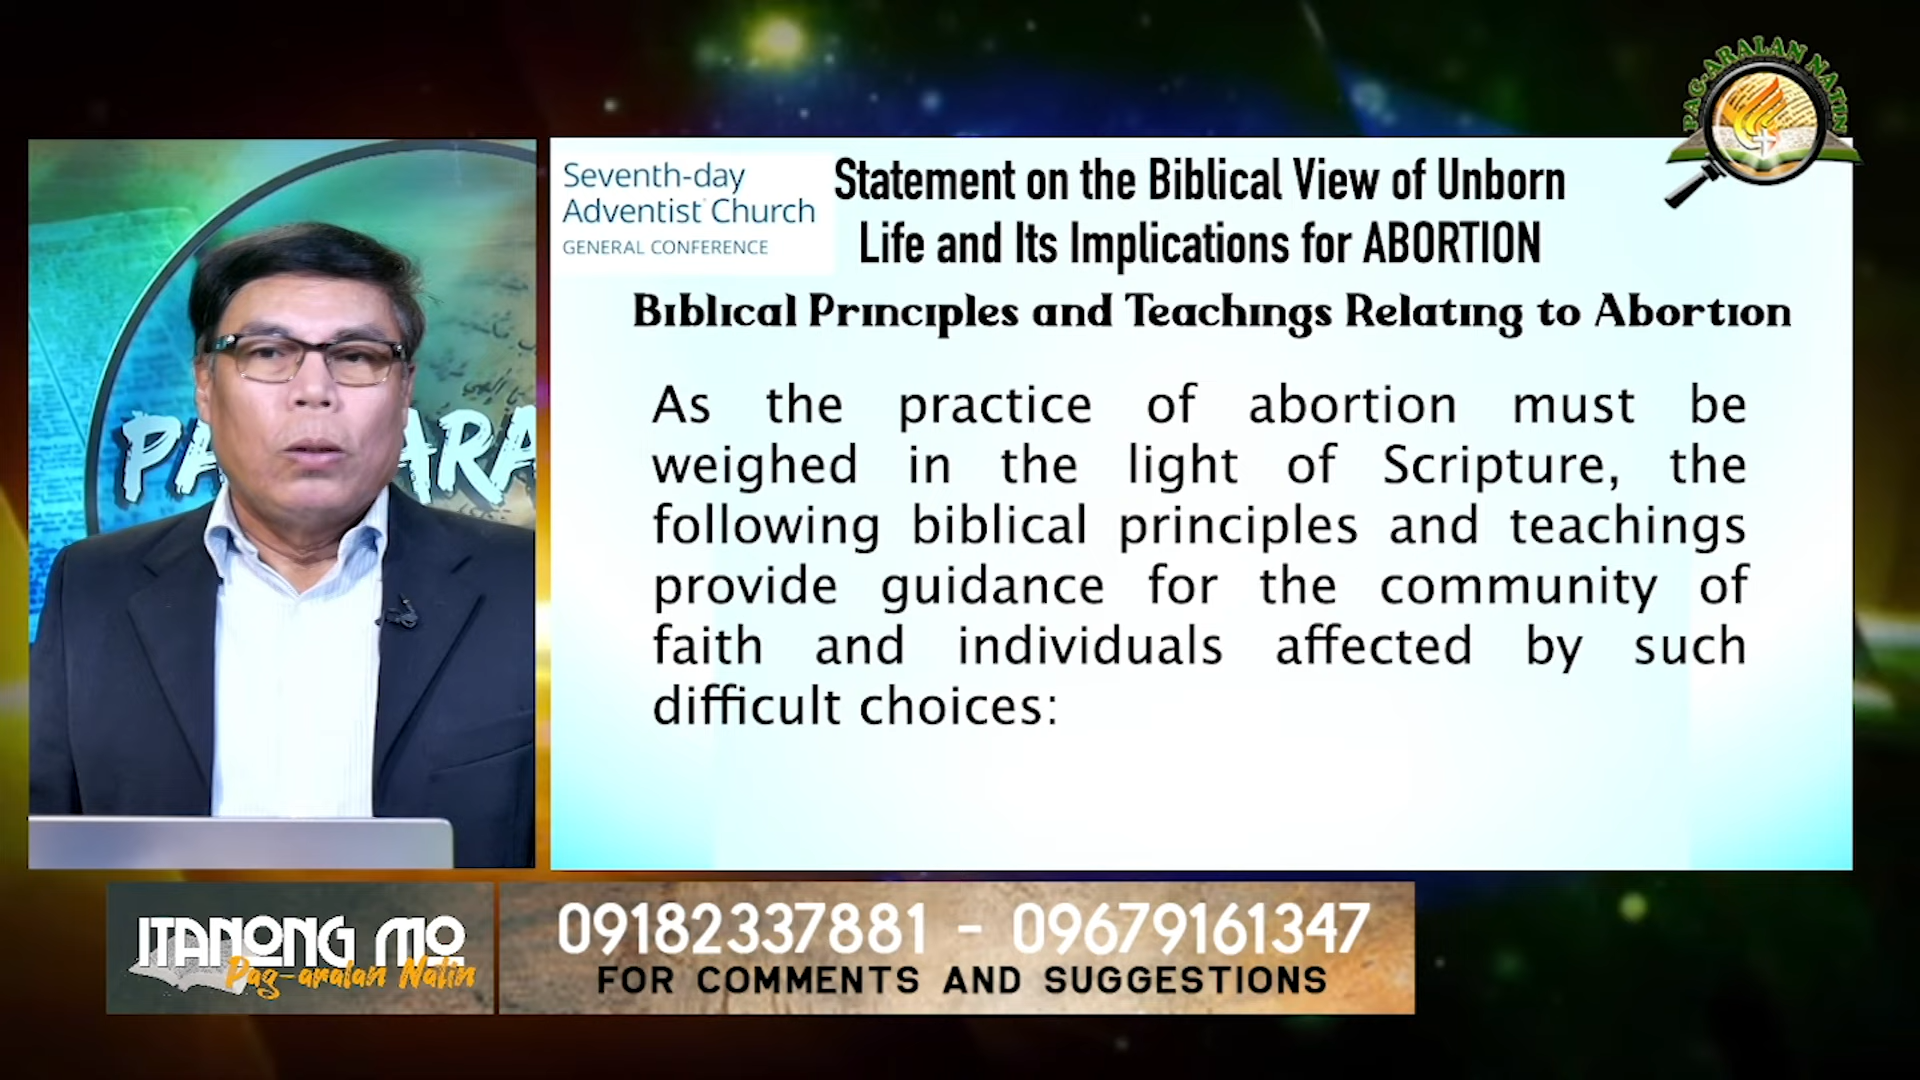 PAG-ARALAN NATIN
Seventh-day
Adventist Church
GENERAL CONFERENCE
Statement on the Biblical View of Unborn
Life and Its Implications for ABORTION
Biblical Principles and Teachings Relating to Abortion
As the practice of abortion must be
weighed in the light of Scripture, the
following biblical principles and teachings
provide guidance for the community of
faith and individuals affected by such
difficult choices:
PA
ARA
ITANONG MO
Pag-aralan Natin
09182337881 - 09679161347
FOR COMMENTS AND SUGGESTIONS